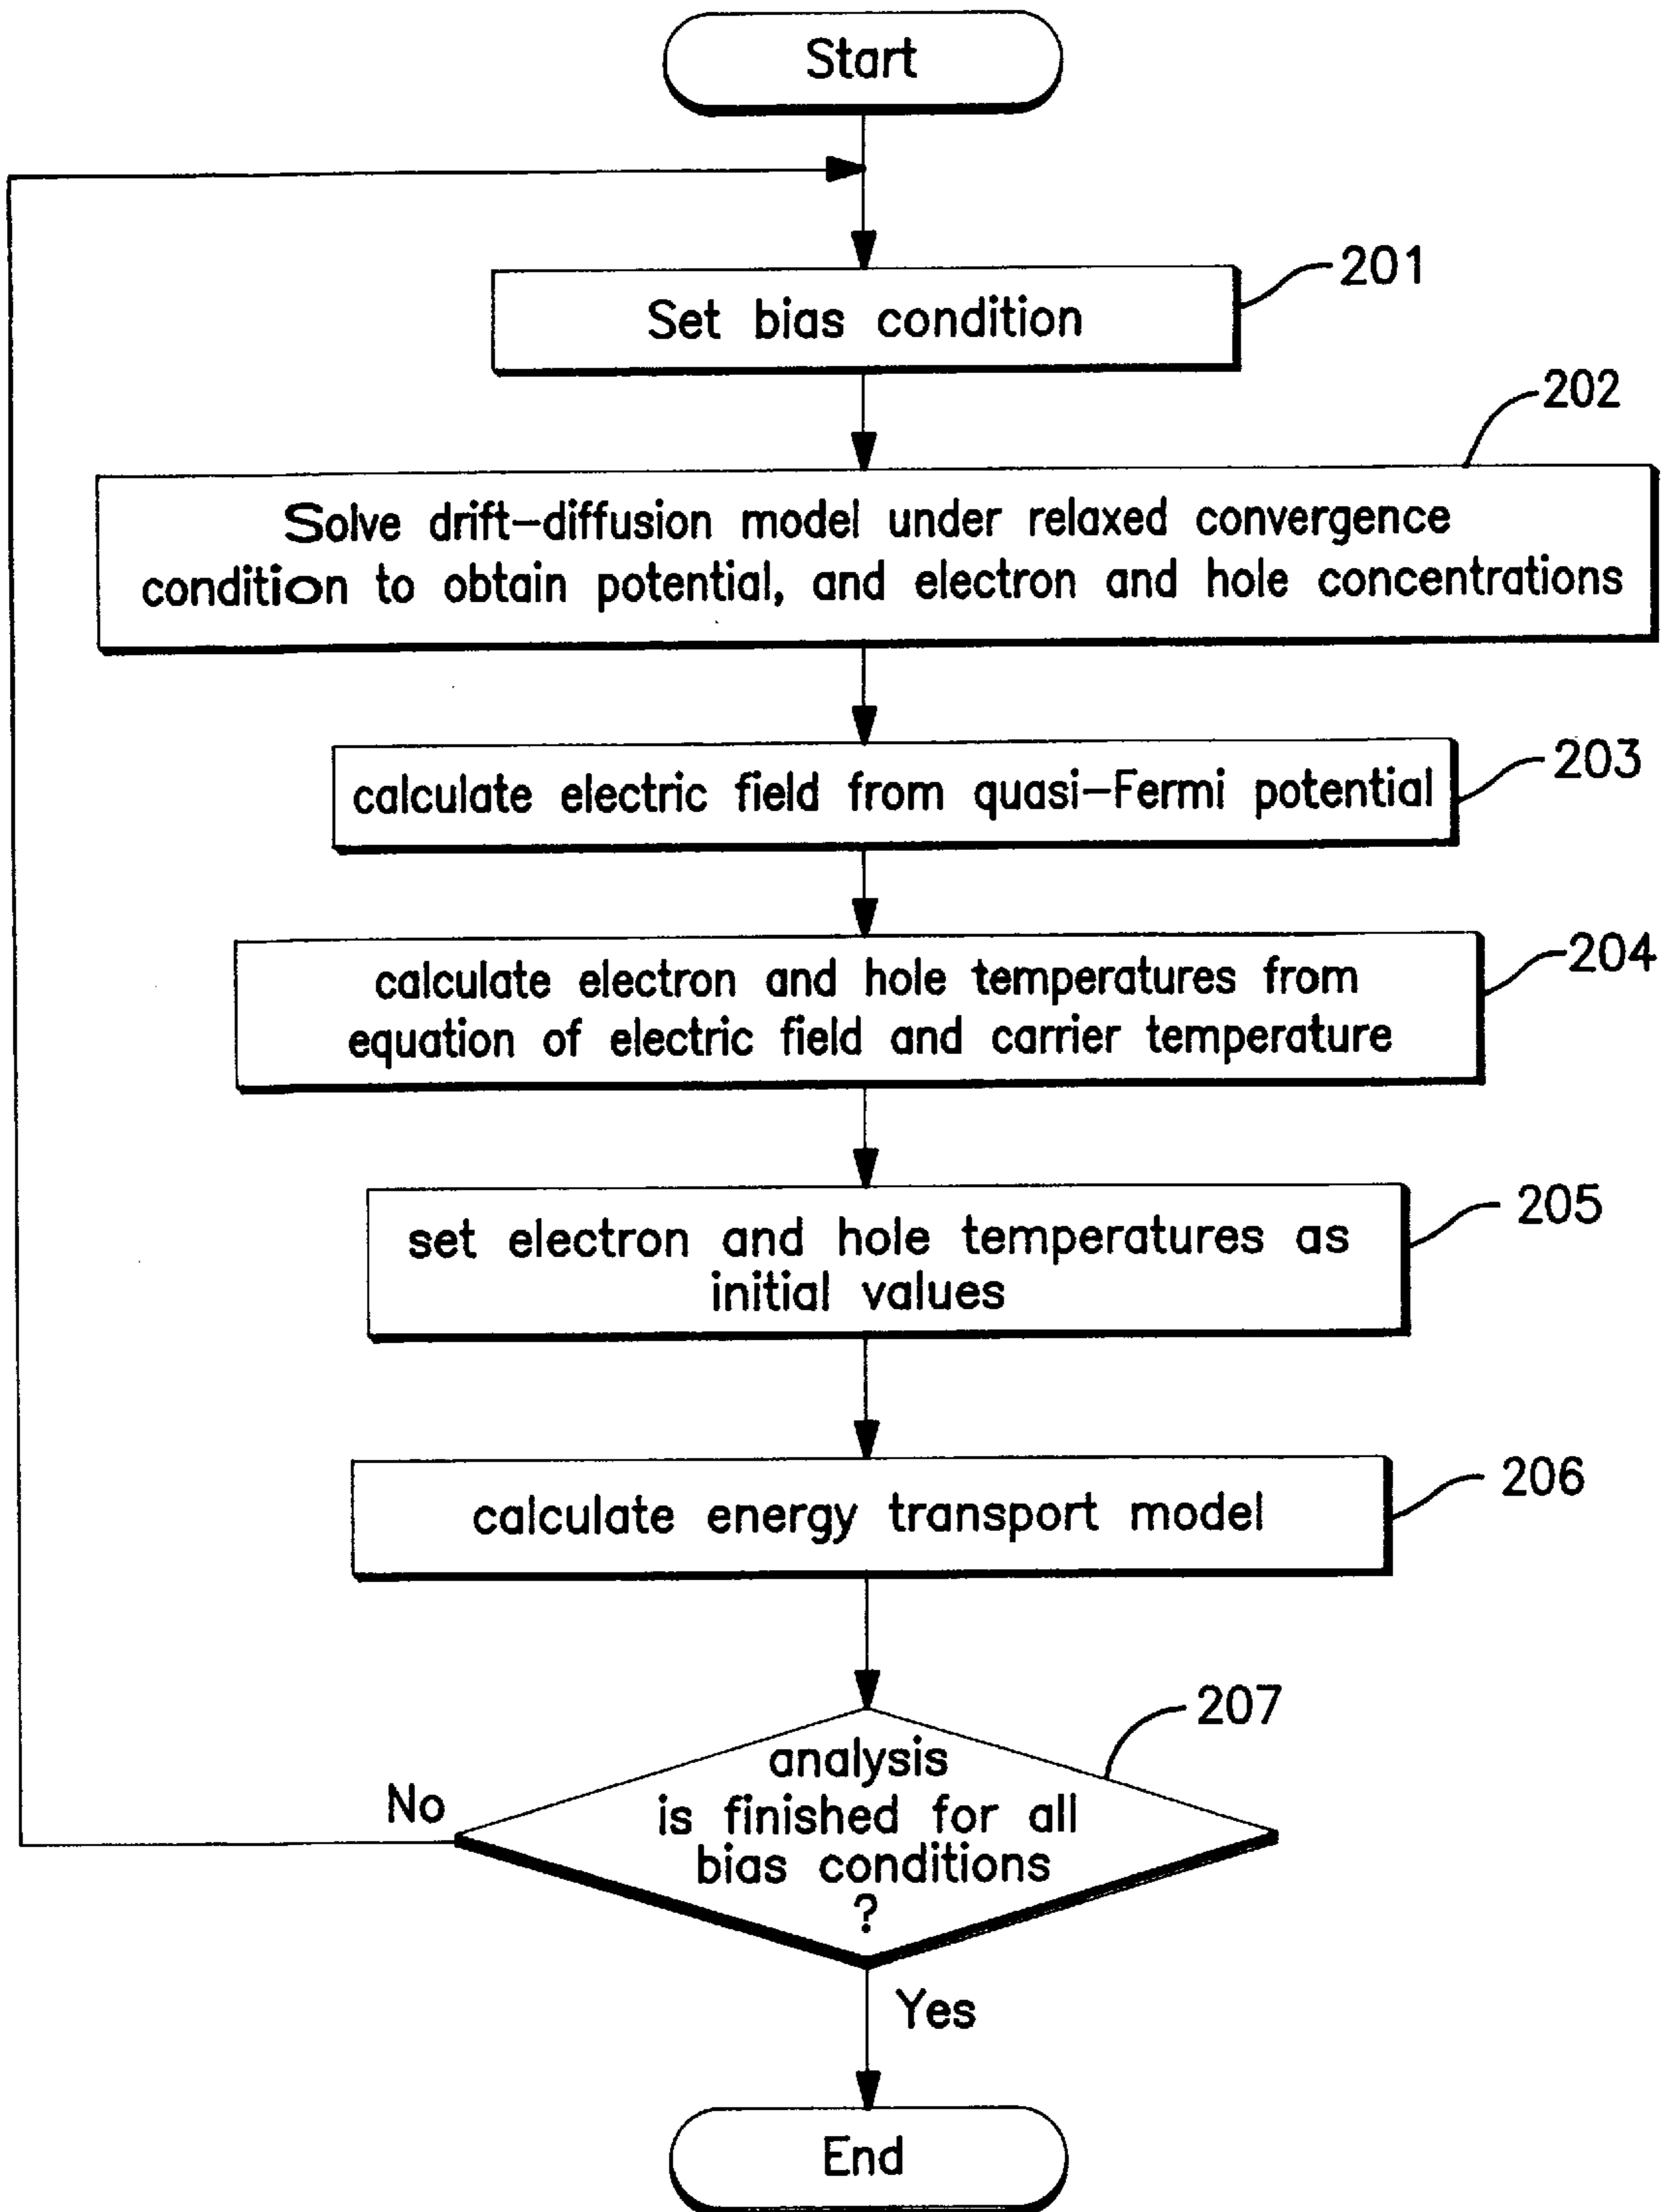 Start
Set bias condition
201
202
Solve drift-diffusion model under relaxed convergence
condition to obtain potential, and electron and hole concentrations
calculate electric field from quasi-Fermi potential
203
calculate electron and hole temperatures from
equation of electric field and carrier temperature
204
set electron and hole temperatures as
initial values
205
calculate energy transport model
206
207
analysis
is finished for all
bias conditions
?
No
Yes
End